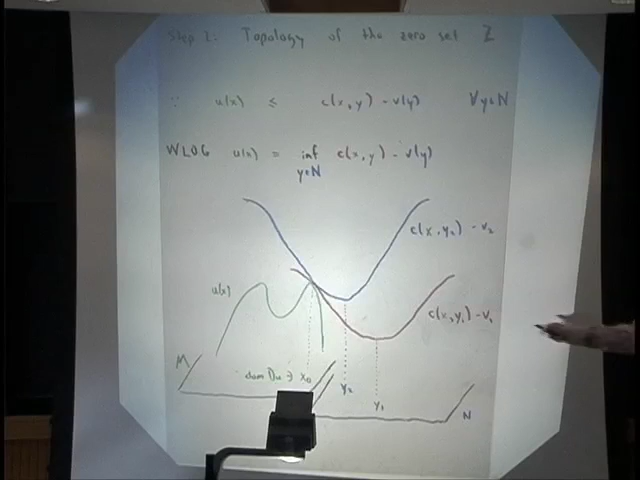 Step 2. Topology of the zero set Z
∵ u(x) ≤ c(x,y) - v(y) ∀y∈N
WLOG u(x) = inf c(x,y) - v(y)
y∈N
c(x,y₂) - v₂
u(x)
c(x,y₁) - v₁
M
dom Du ∋ x₀
y₂
y₁
N